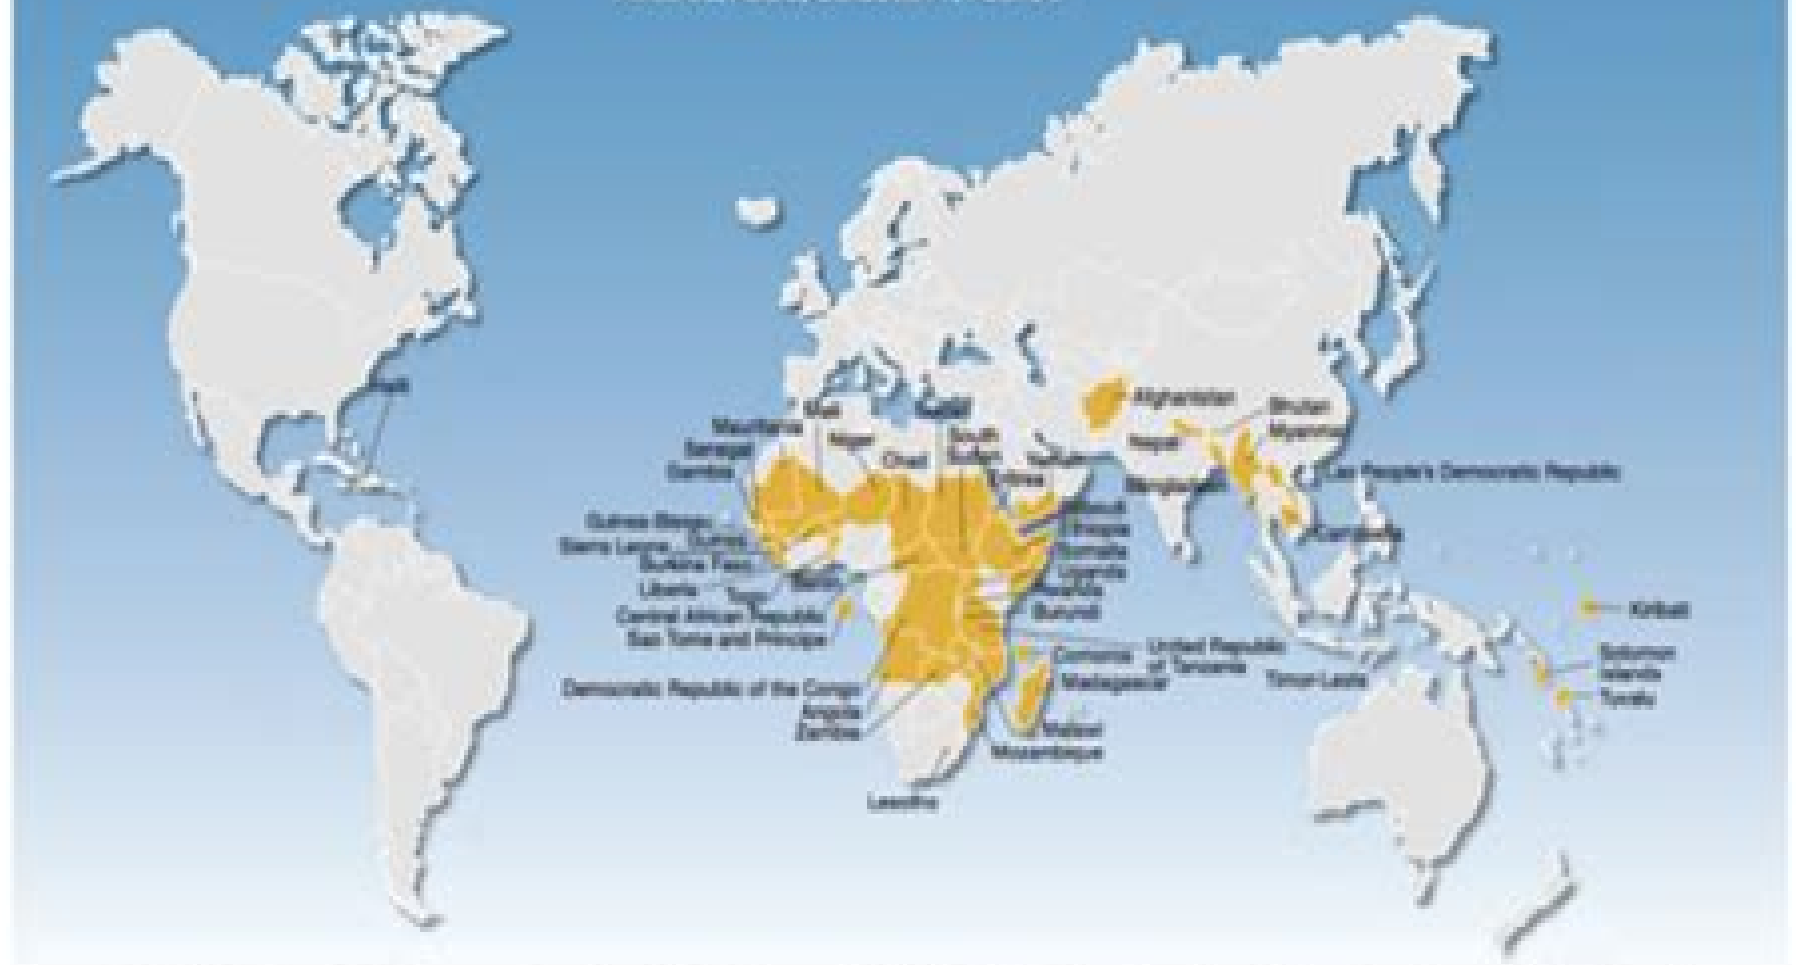 Haiti
Mali
Mauritania
Senegal
Gambia
Niger
Chad
Sudan
South
Sudan
Yemen
Eritrea
Afghanistan
Bhutan
Myanmar
Nepal
Bangladesh
Lao People's Democratic Republic
Cambodia
Guinea-Bissau
Guinea
Sierra Leone
Burkina Faso
Liberia
Togo
Benin
Central African Republic
Sao Tome and Principe
Djibouti
Ethiopia
Somalia
Uganda
Rwanda
Burundi
Comoros
United Republic
of Tanzania
Madagascar
Timor-Leste
Kiribati
Solomon
Islands
Tuvalu
Democratic Republic of the Congo
Angola
Zambia
Malawi
Mozambique
Lesotho